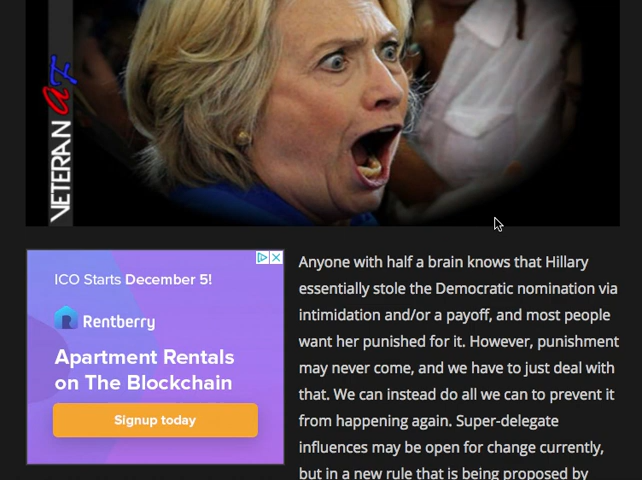 VETERAN AF
ICO Starts December 5!
Rentberry
Apartment Rentals
on The Blockchain
Signup today
Anyone with half a brain knows that Hillary
essentially stole the Democratic nomination via
intimidation and/or a payoff, and most people
want her punished for it. However, punishment
may never come, and we have to just deal with
that. We can instead do all we can to prevent it
from happening again. Super-delegate
influences may be open for change currently,
but in a new rule that is being proposed by